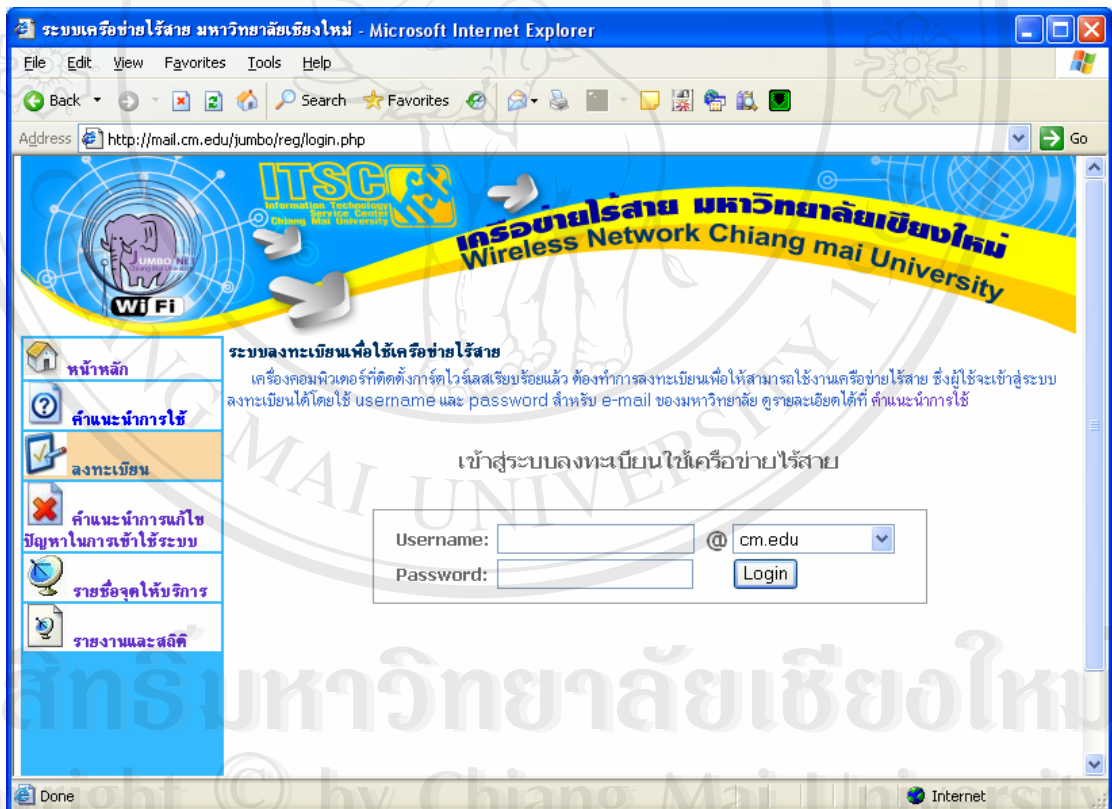 ระบบเครือข่ายไร้สาย มหาวิทยาลัยเชียงใหม่ - Microsoft Internet Explorer
File Edit View Favorites Tools Help
Back Search Favorites
Address http://mail.cm.edu/jumbo/reg/login.php Go
ITSC
Information Technology
Service Center
Chiang Mai University
เครือข่ายไร้สาย มหาวิทยาลัยเชียงใหม่
Wireless Network Chiang mai University
JUMBO NET
Chiang Mai University
Wi Fi
หน้าหลัก
คำแนะนำการใช้
ลงทะเบียน
คำแนะนำการแก้ไข
ปัญหาในการเข้าใช้ระบบ
รายชื่อจุดให้บริการ
รายงานและสถิติ
ระบบลงทะเบียนเพื่อใช้เครือข่ายไร้สาย
เครื่องคอมพิวเตอร์ที่ติดตั้งการ์ดไวร์เลสเรียบร้อยแล้ว ต้องทำการลงทะเบียนเพื่อให้สามารถใช้งานเครือข่ายไร้สาย ซึ่งผู้ใช้จะเข้าสู่ระบบ
ลงทะเบียนได้โดยใช้ username และ password สำหรับ e-mail ของมหาวิทยาลัย ดูรายละเอียดได้ที่ คำแนะนำการใช้
เข้าสู่ระบบลงทะเบียนใช้เครือข่ายไร้สาย
Username: @ cm.edu
Password: Login
MAI UNIVERSITY
สิทธิ์มหาวิทยาลัยเชียงใหม่
© by Chiang Mai University
Done Internet